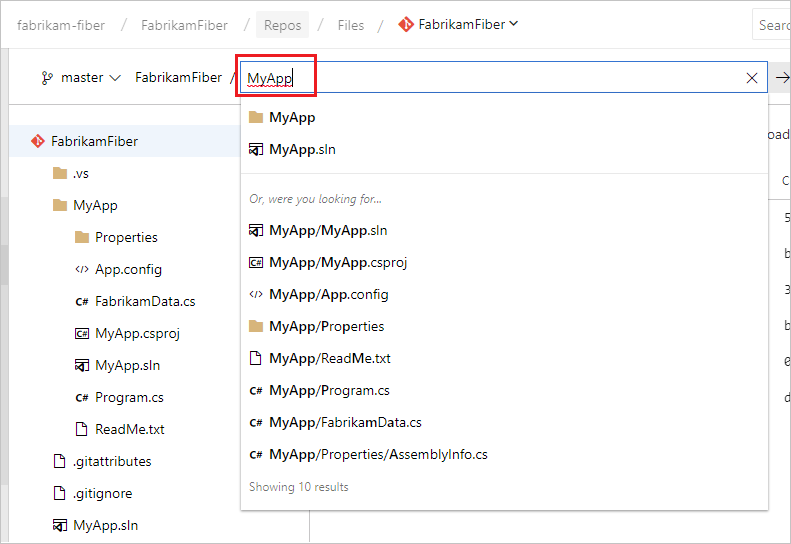 fabrikam-fiber / FabrikamFiber / Repos / Files / FabrikamFiber
Searc
master FabrikamFiber / MyApp
MyApp
MyApp.sln
Or, were you looking for...
MyApp/MyApp.sln
C# MyApp/MyApp.csproj
</> MyApp/App.config
MyApp/Properties
MyApp/ReadMe.txt
C# MyApp/Program.cs
C# MyApp/FabrikamData.cs
C# MyApp/Properties/AssemblyInfo.cs
Showing 10 results
FabrikamFiber
.vs
MyApp
Properties
</> App.config
C# FabrikamData.cs
C# MyApp.csproj
MyApp.sln
C# Program.cs
ReadMe.txt
.gitattributes
.gitignore
MyApp.sln
oad
C
5
b
3
b
d